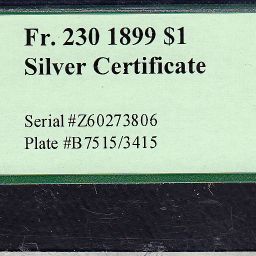 Fr. 230 1899 $1
Silver Certificate
Serial #Z60273806
Plate #B7515/3415